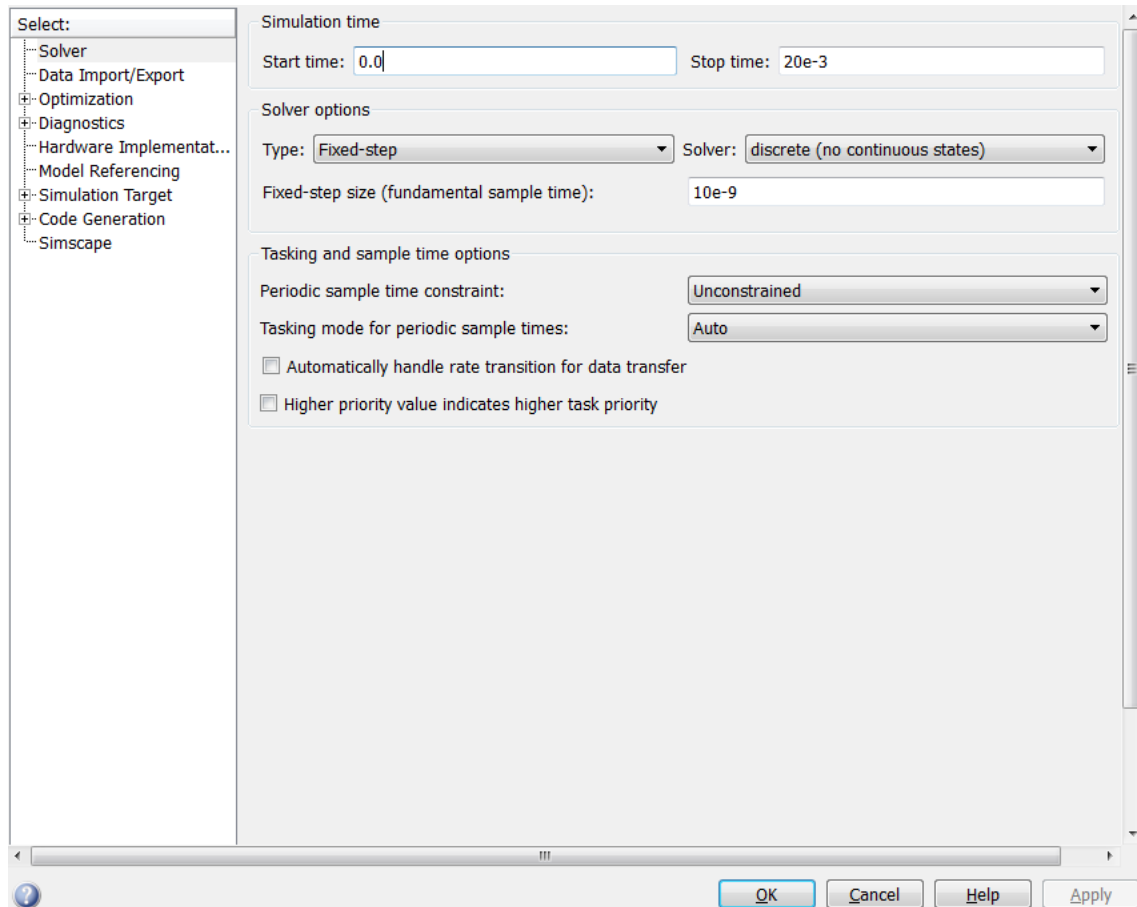 Select:
Solver
Data Import/Export
Optimization
Diagnostics
Hardware Implementat...
Model Referencing
Simulation Target
Code Generation
Simscape
Simulation time
Start time: 0.0 Stop time: 20e-3
Solver options
Type: Fixed-step Solver: discrete (no continuous states)
Fixed-step size (fundamental sample time): 10e-9
Tasking and sample time options
Periodic sample time constraint: Unconstrained
Tasking mode for periodic sample times: Auto
Automatically handle rate transition for data transfer
Higher priority value indicates higher task priority
? OK Cancel Help Apply